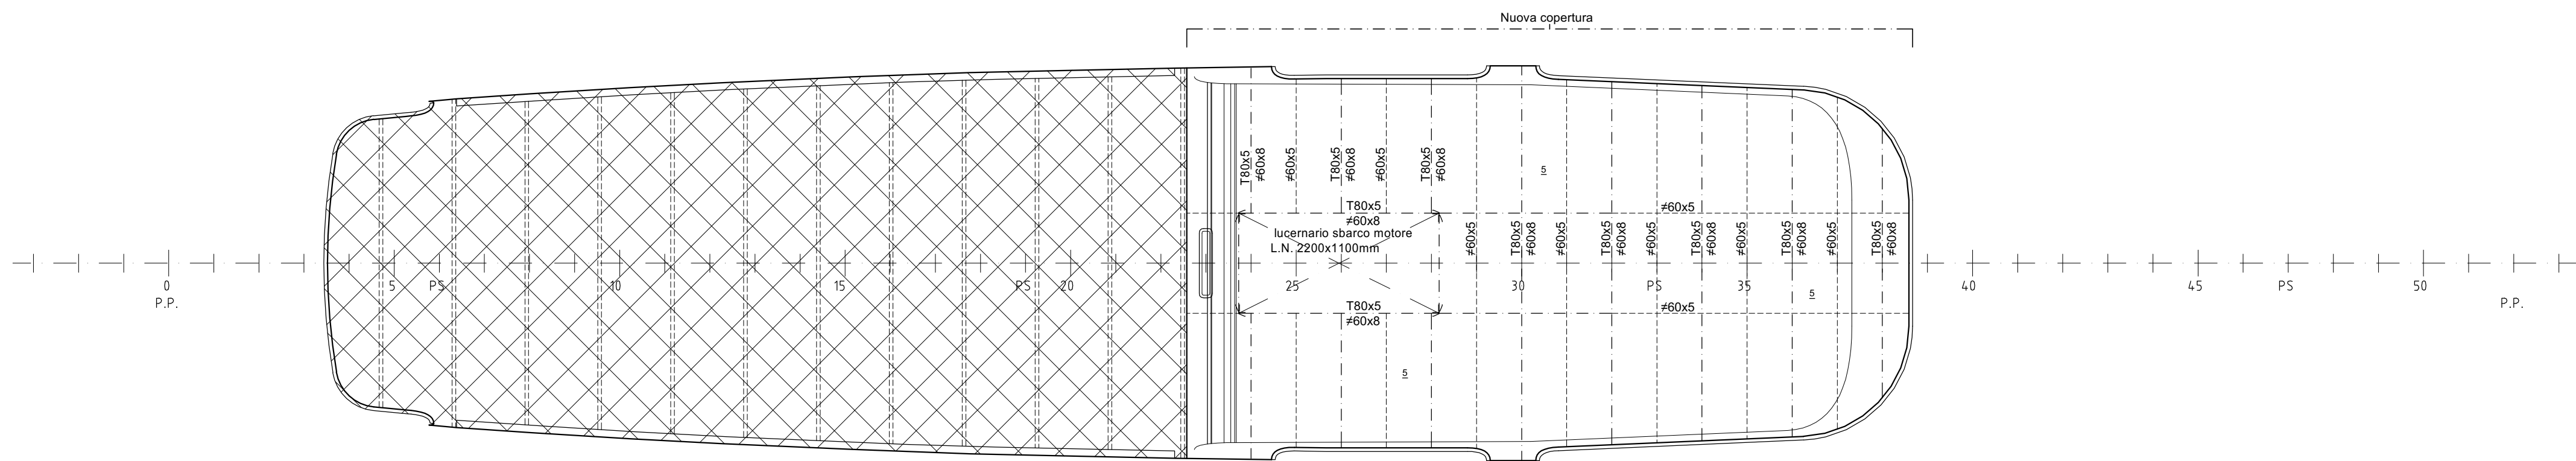 Nuova copertura
T80x5
≠60x8
≠60x5
T80x5
≠60x8
≠60x5
T80x5
≠60x8
5
T80x5
≠60x8
lucernario sbarco motore
L.N. 2200x1100mm
≠60x5
≠60x5
T80x5
≠60x8
≠60x5
T80x5
≠60x8
≠60x5
T80x5
≠60x8
≠60x5
T80x5
≠60x8
≠60x5
T80x5
≠60x8
0 5 PS 10 15 PS 20 25 30 PS 35 40 45 PS 50
5
P.P. P.P.
T80x5
≠60x8
≠60x5
5